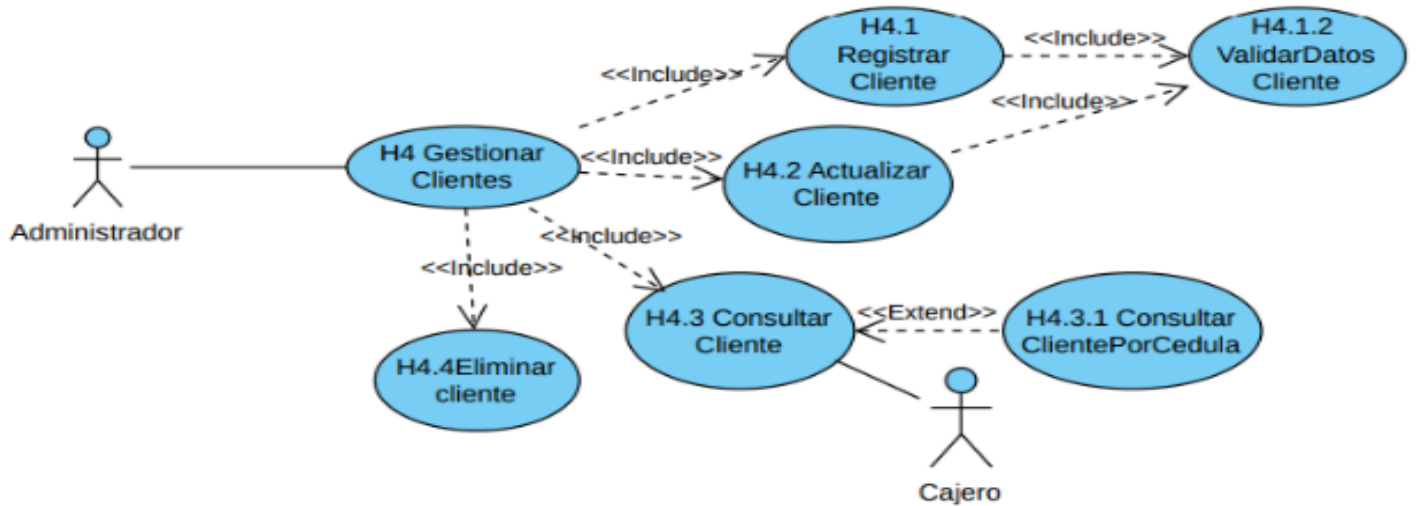 H4.1
Registrar
Cliente
<<Include>>
H4.1.2
ValidarDatos
Cliente
<<Include>>
<<Include>>
H4 Gestionar
Clientes
<<Include>>
H4.2 Actualizar
Cliente
Administrador
<<Include>>
<<Include>>
H4.3 Consultar
Cliente
<<Extend>>
H4.3.1 Consultar
ClientePorCedula
H4.4Eliminar
cliente
Cajero